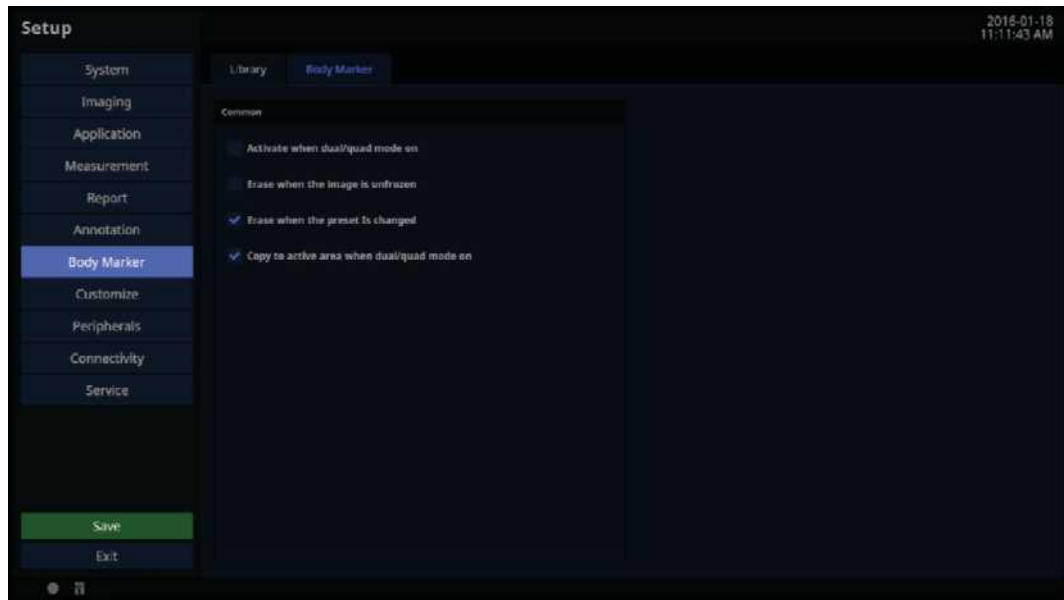 Setup
2016-01-18
11:11:43 AM
System
Imaging
Application
Measurement
Report
Annotation
Body Marker
Customize
Peripherals
Connectivity
Service
Save
Exit
Library
Body Marker
Common
Activate when dual/quad mode on
Erase when the image is unfrozen
Erase when the preset Is changed
Copy to active area when dual/quad mode on